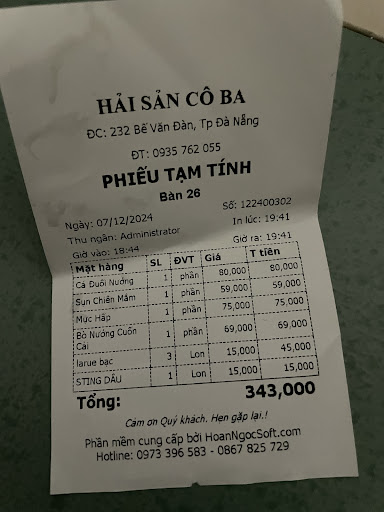 HẢI SẢN CÔ BA
ĐC: 232 Bế Văn Đàn, Tp Đà Nẵng
ĐT: 0935 762 055
PHIẾU TẠM TÍNH
Bàn 26
Số: 122400302
Ngày: 07/12/2024 In lúc: 19:41
Thu ngân: Administrator
Giờ vào: 18:44 Giờ ra: 19:41
Mặt hàng SL ĐVT Giá T tiền
Cá Đuối Nướng 1 phần 80,000 80,000
Sụn Chiên Mắm 1 phần 59,000 59,000
Mực Hấp 1 phần 75,000 75,000
Bò Nướng Cuốn Cải 1 phần 69,000 69,000
larue bạc 3 Lon 15,000 45,000
STING DÂU 1 Lon 15,000 15,000
Tổng: 343,000
Cám ơn Quý khách. Hẹn gặp lại.!
Phần mềm cung cấp bởi HoanNgocSoft.com
Hotline: 0973 396 583 - 0867 825 729